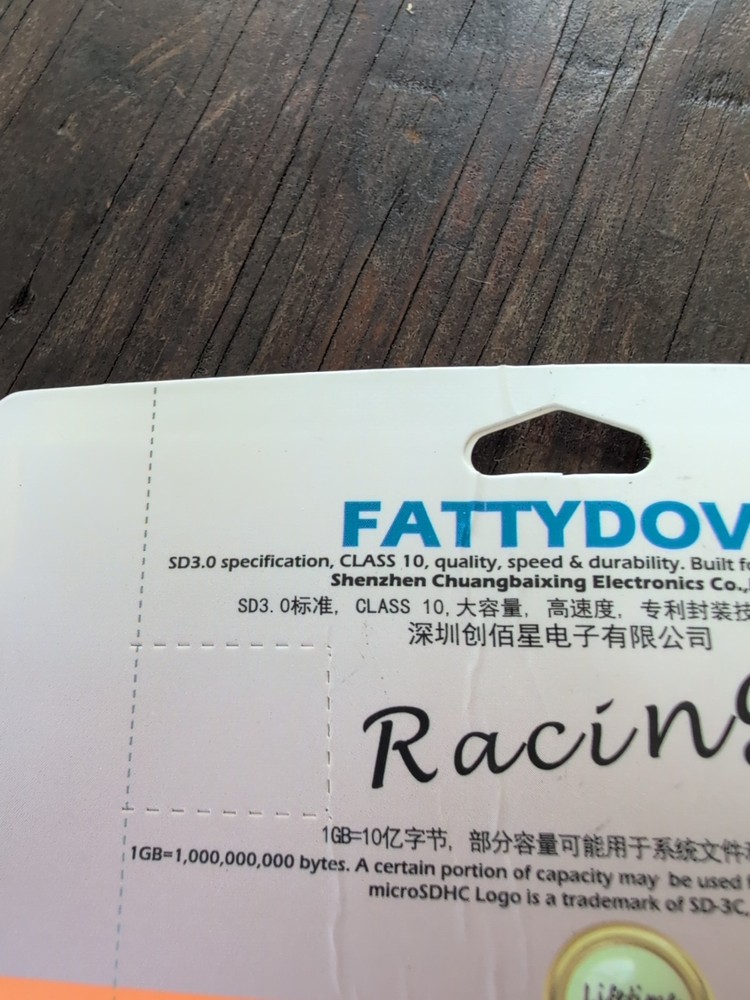 FATTYDOV
SD3.0 specification, CLASS 10, quality, speed & durability. Built
Shenzhen Chuangbaixing Electronics Co.,
SD3.0标准, CLASS 10,大容量, 高速度, 专利封装技
深圳创佰星电子有限公司
Racing
1GB=10亿字节, 部分容量可能用于系统文件
1GB=1,000,000,000 bytes. A certain portion of capacity may be used
microSDHC Logo is a trademark of SD-3C,
Lifetime